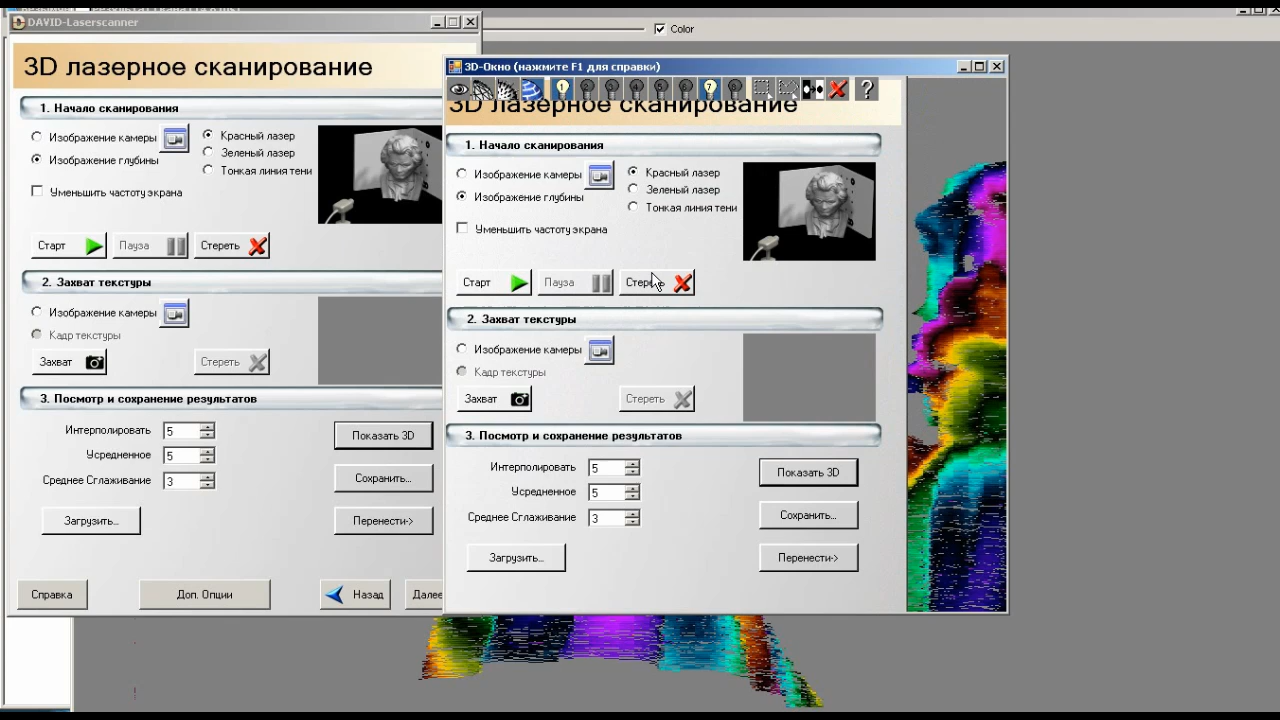 DAVID-Laserscanner
Color
3D лазерное сканирование
1. Начало сканирования
Изображение камеры
Изображение глубины
Красный лазер
Зеленый лазер
Тонкая линия тени
Уменьшить частоту экрана
Старт
Пауза
Стереть
2. Захват текстуры
Изображение камеры
Кадр текстуры
Захват
Стереть
3. Посмотр и сохранение результатов
Интерполировать 5
Усредненное 5
Среднее Сглаживание 3
Показать 3D
Сохранить...
Загрузить...
Перенести->
Справка
Доп. Опции
Назад
Далее
3D-Окно (нажмите F1 для справки)
1 7 ?
3D лазерное сканирование
1. Начало сканирования
Изображение камеры
Изображение глубины
Красный лазер
Зеленый лазер
Тонкая линия тени
Уменьшить частоту экрана
Старт
Пауза
2. Захват текстуры
Изображение камеры
Кадр текстуры
Захват
Стереть
3. Посмотр и сохранение результатов
Интерполировать 5
Усредненное 5
Среднее Сглаживание 3
Показать 3D
Сохранить...
Загрузить...
Перенести->